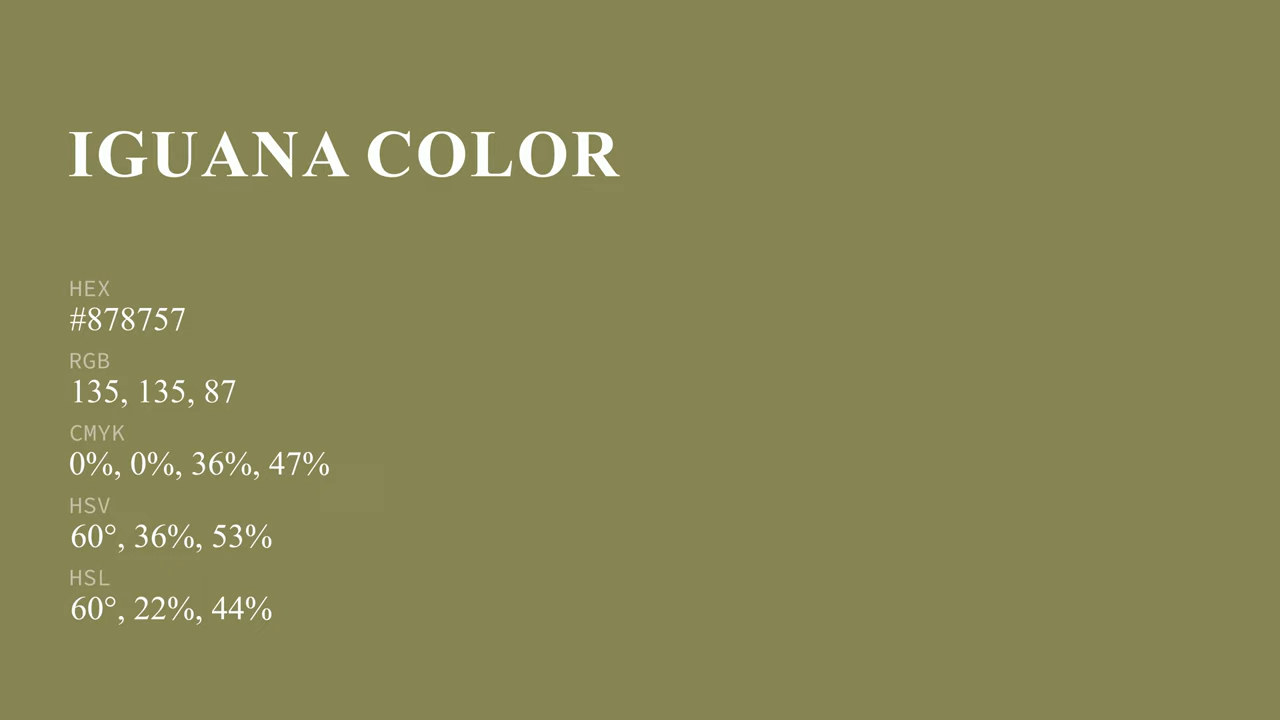 IGUANA COLOR
HEX
#878757
RGB
135, 135, 87
CMYK
0%, 0%, 36%, 47%
HSV
60°, 36%, 53%
HSL
60°, 22%, 44%